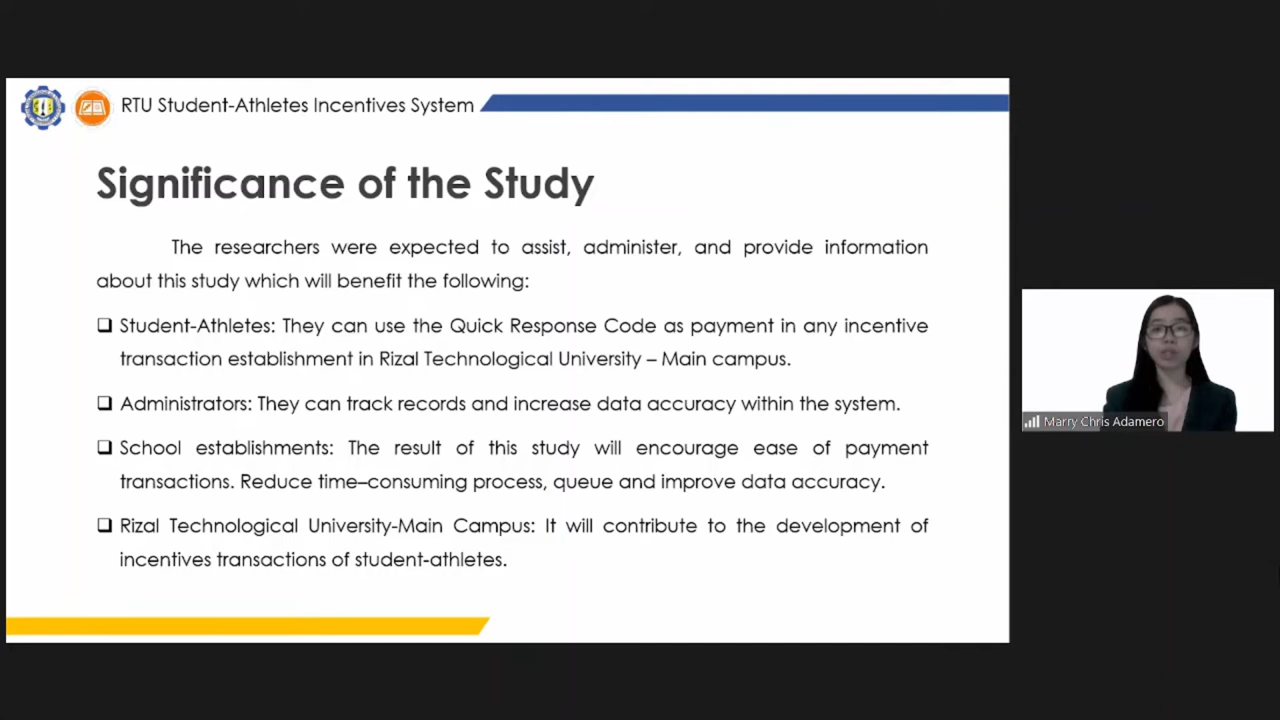 RTU Student-Athletes Incentives System
Significance of the Study
The researchers were expected to assist, administer, and provide information
about this study which will benefit the following:
Student-Athletes: They can use the Quick Response Code as payment in any incentive
transaction establishment in Rizal Technological University – Main campus.
Administrators: They can track records and increase data accuracy within the system.
School establishments: The result of this study will encourage ease of payment
transactions. Reduce time–consuming process, queue and improve data accuracy.
Rizal Technological University-Main Campus: It will contribute to the development of
incentives transactions of student-athletes.
Marry Chris Adamero